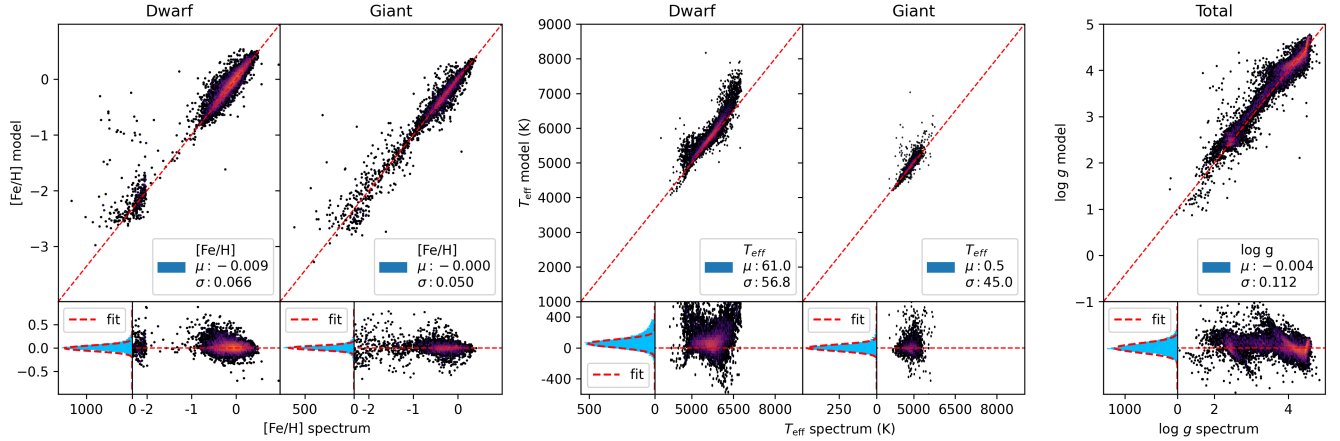 Dwarf Giant Dwarf Giant Total
[Fe/H] model
0
-1
-2
-3
[Fe/H]
μ : −0.009
σ : 0.066
[Fe/H]
μ : −0.000
σ : 0.050
0.5
0.0
-0.5
fit
fit
1000 0 -2 -1 0 500 0 -2 -1 0
[Fe/H] spectrum
T_eff model (K)
9000
8000
7000
6000
5000
4000
3000
2000
1000
T_eff
μ : 61.0
σ : 56.8
T_eff
μ : 0.5
σ : 45.0
400
0
-400
fit
fit
500 0 5000 6500 8000 250 0 5000 6500 8000
T_eff spectrum (K)
log g model
5
4
3
2
1
0
−1
log g
μ : −0.004
σ : 0.112
fit
1000 0 2 4
log g spectrum